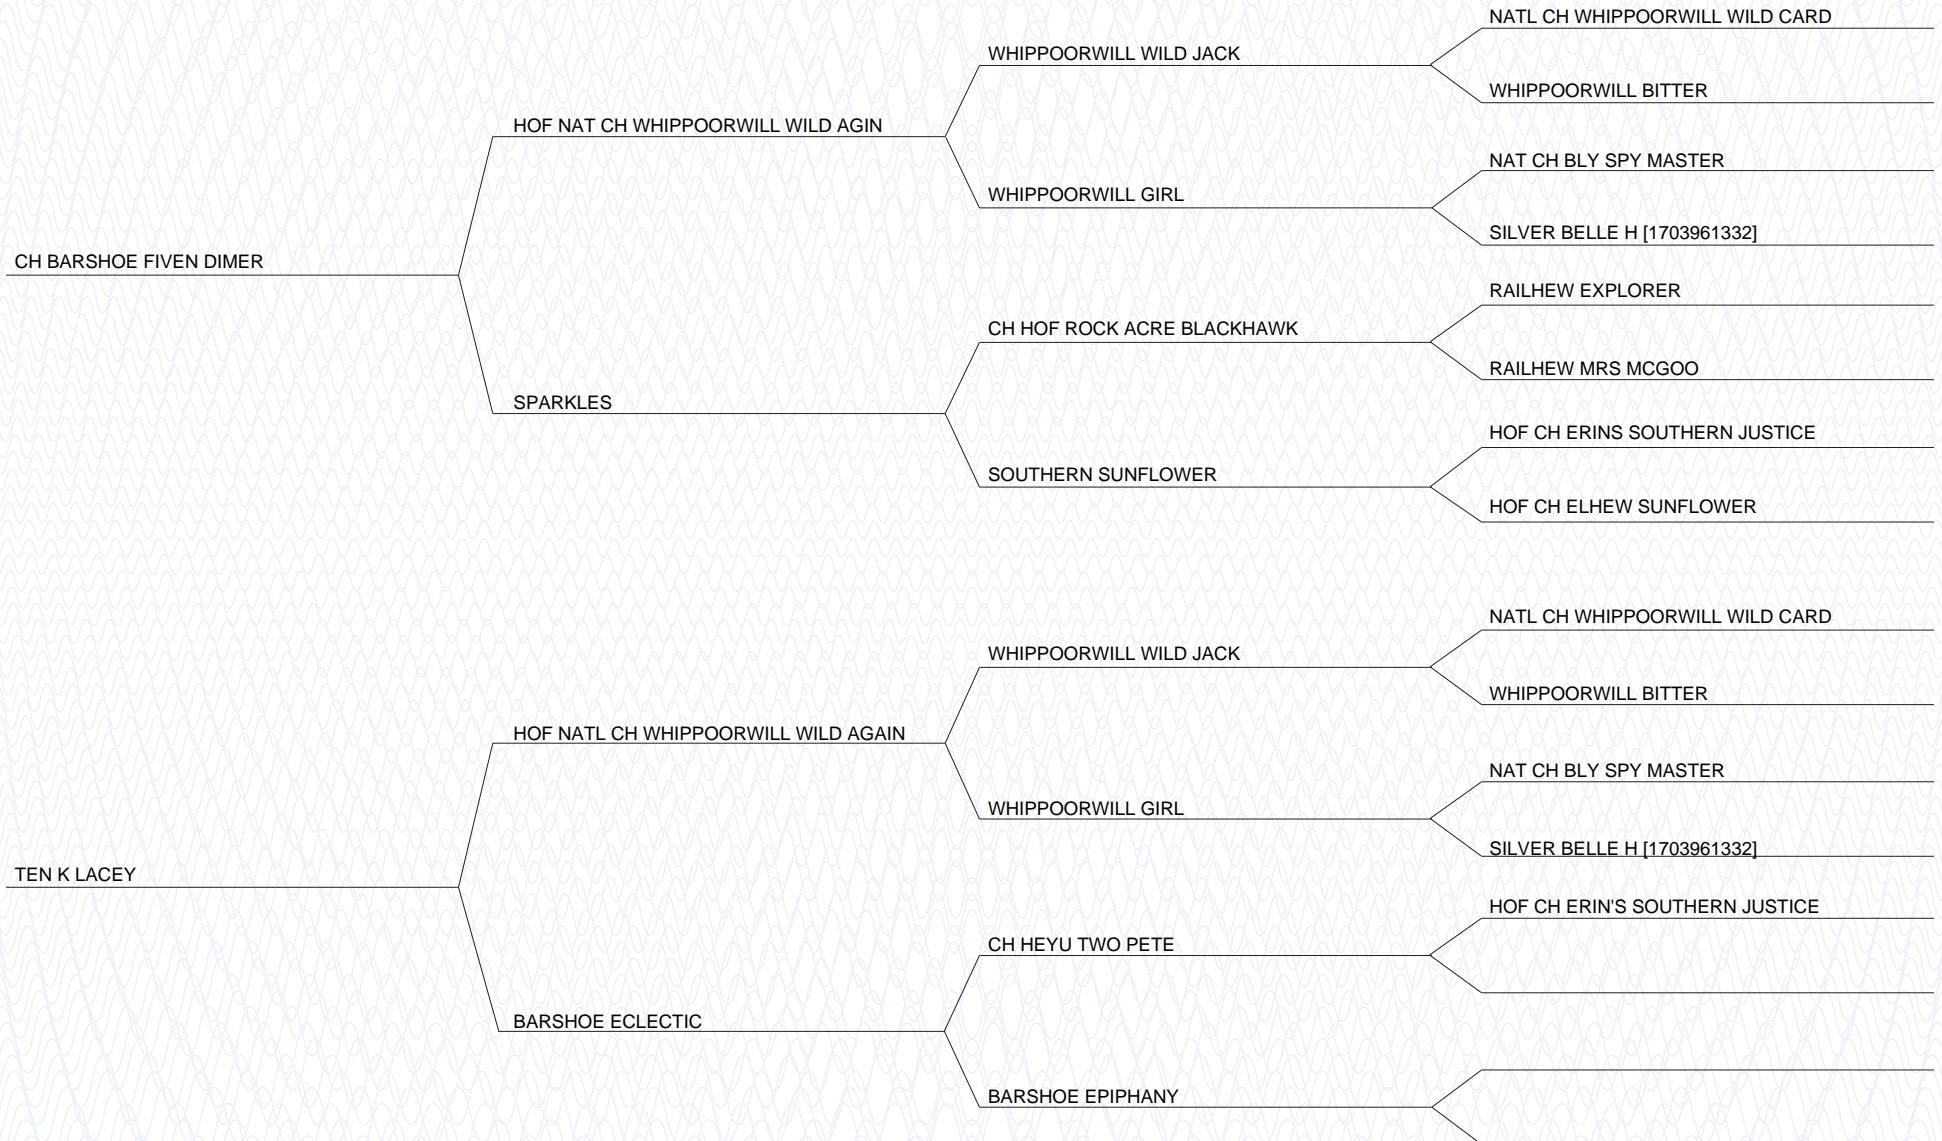 NATL CH WHIPPOORWILL WILD CARD
WHIPPOORWILL WILD JACK
WHIPPOORWILL BITTER
HOF NAT CH WHIPPOORWILL WILD AGIN
NAT CH BLY SPY MASTER
WHIPPOORWILL GIRL
SILVER BELLE H [1703961332]
CH BARSHOE FIVEN DIMER
RAILHEW EXPLORER
CH HOF ROCK ACRE BLACKHAWK
RAILHEW MRS MCGOO
SPARKLES
HOF CH ERINS SOUTHERN JUSTICE
SOUTHERN SUNFLOWER
HOF CH ELHEW SUNFLOWER
NATL CH WHIPPOORWILL WILD CARD
WHIPPOORWILL WILD JACK
WHIPPOORWILL BITTER
HOF NATL CH WHIPPOORWILL WILD AGAIN
NAT CH BLY SPY MASTER
WHIPPOORWILL GIRL
SILVER BELLE H [1703961332]
TEN K LACEY
HOF CH ERIN'S SOUTHERN JUSTICE
CH HEYU TWO PETE
BARSHOE ECLECTIC
BARSHOE EPIPHANY